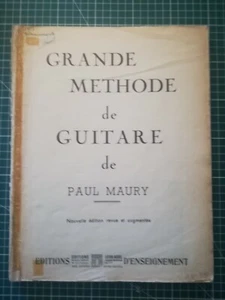 GRANDE
METHODE
de
GUITARE
de
PAUL MAURY
Nouvelle édition revue et augmentée
EDITIONS D'ENSEIGNEMENT